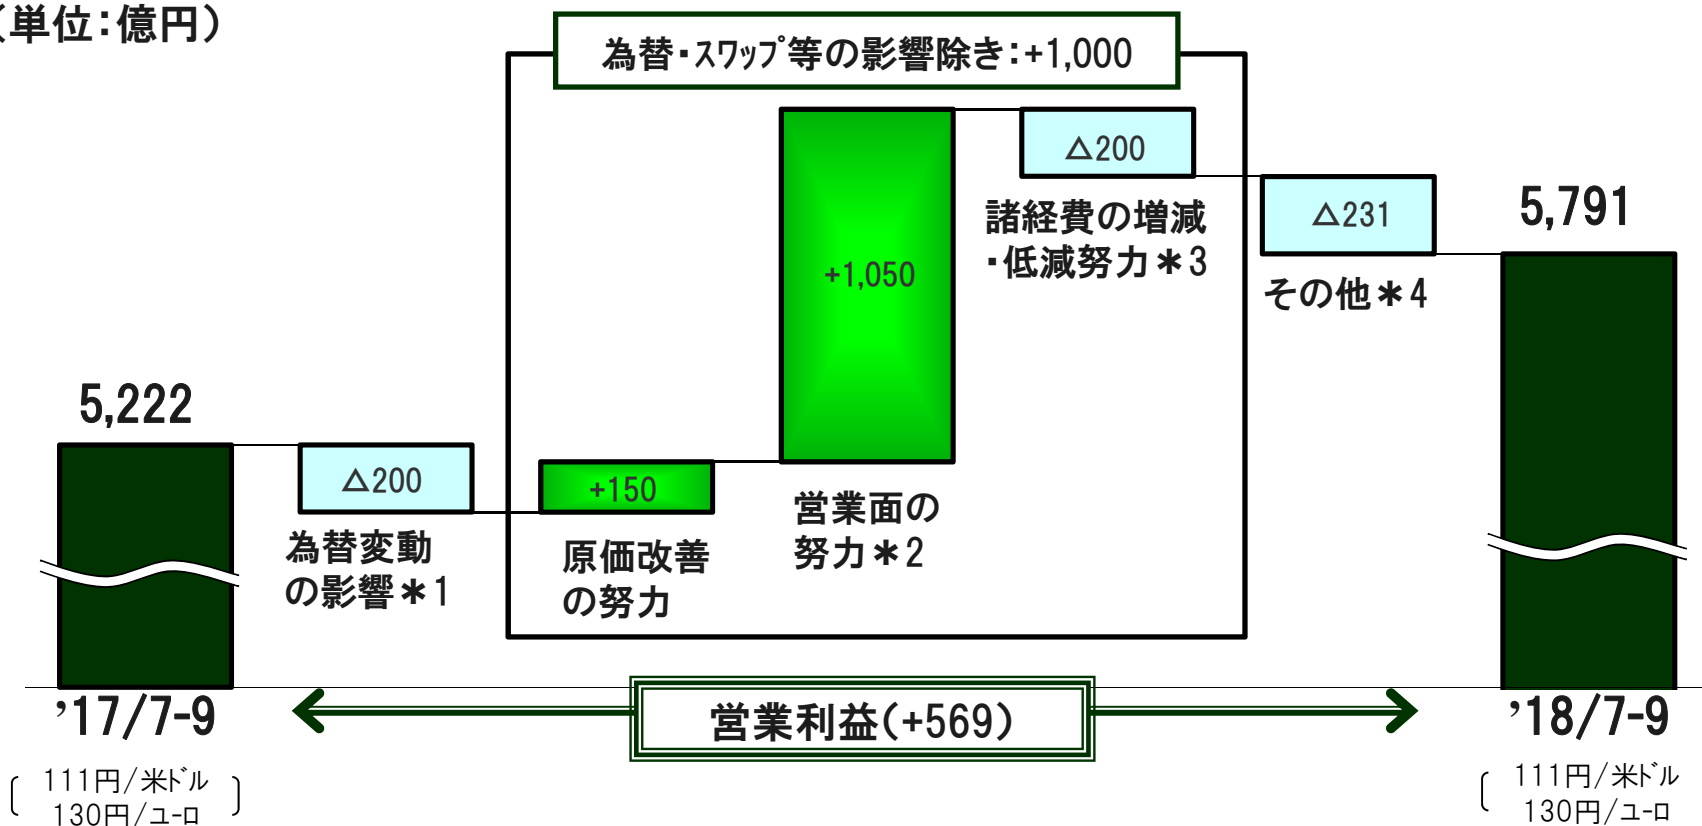 (単位:億円)
為替・スワップ等の影響除き:+1,000
△200
+1,050
諸経費の増減
・低減努力＊3
△231
その他＊4
5,791
5,222
△200
為替変動
の影響＊1
+150
原価改善
の努力
営業面の
努力＊2
’17/7-9
営業利益(+569)
’18/7-9
111円/米ドル
130円/ユーロ
111円/米ドル
130円/ユーロ